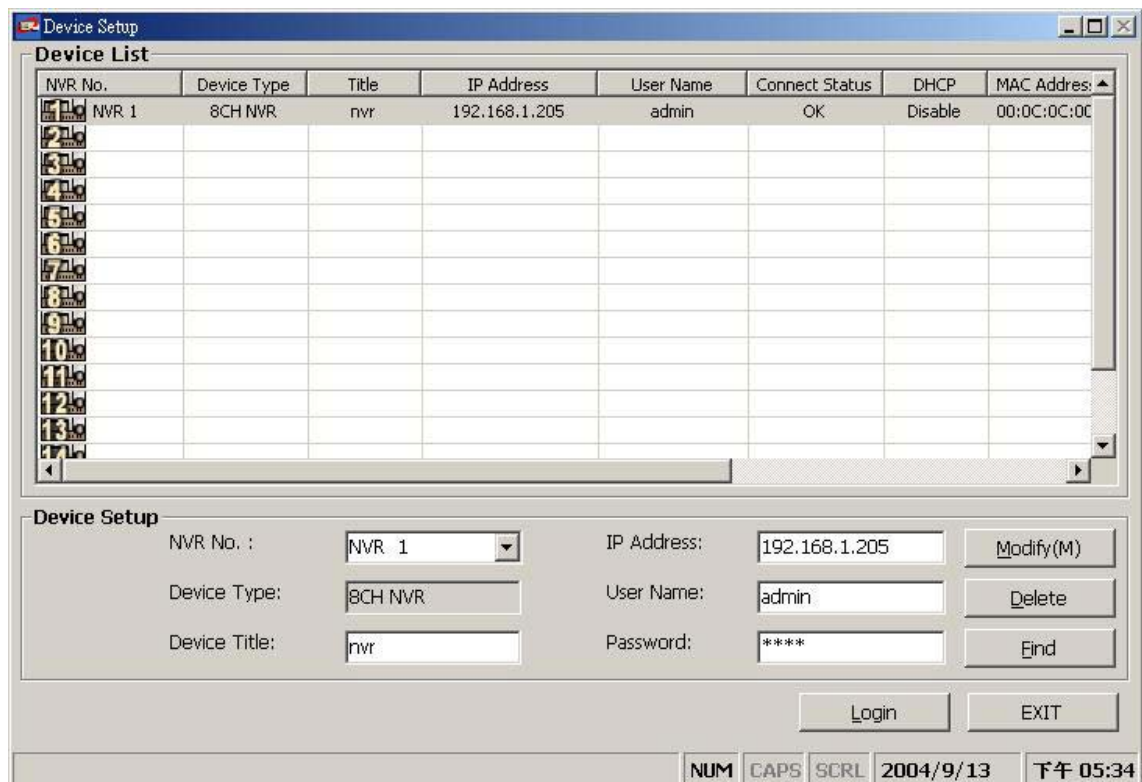 Device Setup
Device List
NVR No. Device Type Title IP Address User Name Connect Status DHCP MAC Addres
1 NVR 1 8CH NVR nvr 192.168.1.205 admin OK Disable 00:0C:0C:0C
2
3
4
5
6
7
8
9
10
11
12
13
14
Device Setup
NVR No. : NVR 1 IP Address: 192.168.1.205 Modify(M)
Device Type: 8CH NVR User Name: admin Delete
Device Title: nvr Password: **** Find
Login EXIT
NUM CAPS SCRL 2004/9/13 下午 05:34